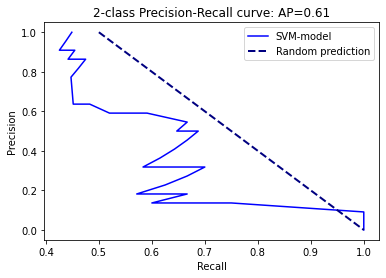 2-class Precision-Recall curve: AP=0.61
SVM-model
Random prediction
Precision
1.0
0.8
0.6
0.4
0.2
0.0
0.4 0.5 0.6 0.7 0.8 0.9 1.0
Recall